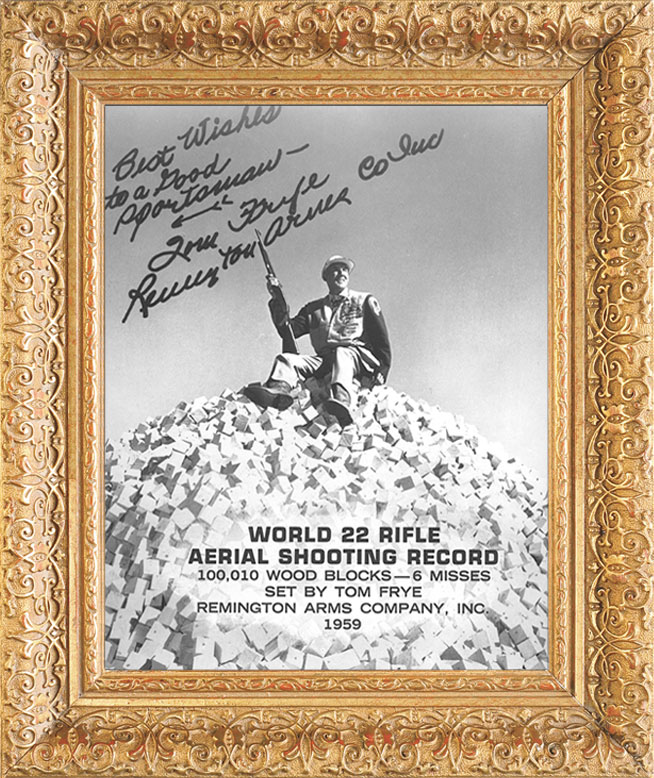 Best Wishes
to a Good
Sportsman —
Tom Frye
Remington Arms Co Inc
WORLD 22 RIFLE
AERIAL SHOOTING RECORD
100,010 WOOD BLOCKS—6 MISSES
SET BY TOM FRYE
REMINGTON ARMS COMPANY, INC.
1959